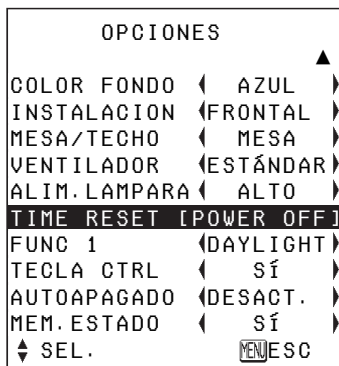 OPCIONES
COLOR FONDO AZUL
INSTALACION FRONTAL
MESA/TECHO MESA
VENTILADOR ESTÁNDAR
ALIM.LAMPARA ALTO
TIME RESET [POWER OFF]
FUNC 1 DAYLIGHT
TECLA CTRL SÍ
AUTOAPAGADO DESACT.
MEM.ESTADO SÍ
SEL. MENU ESC